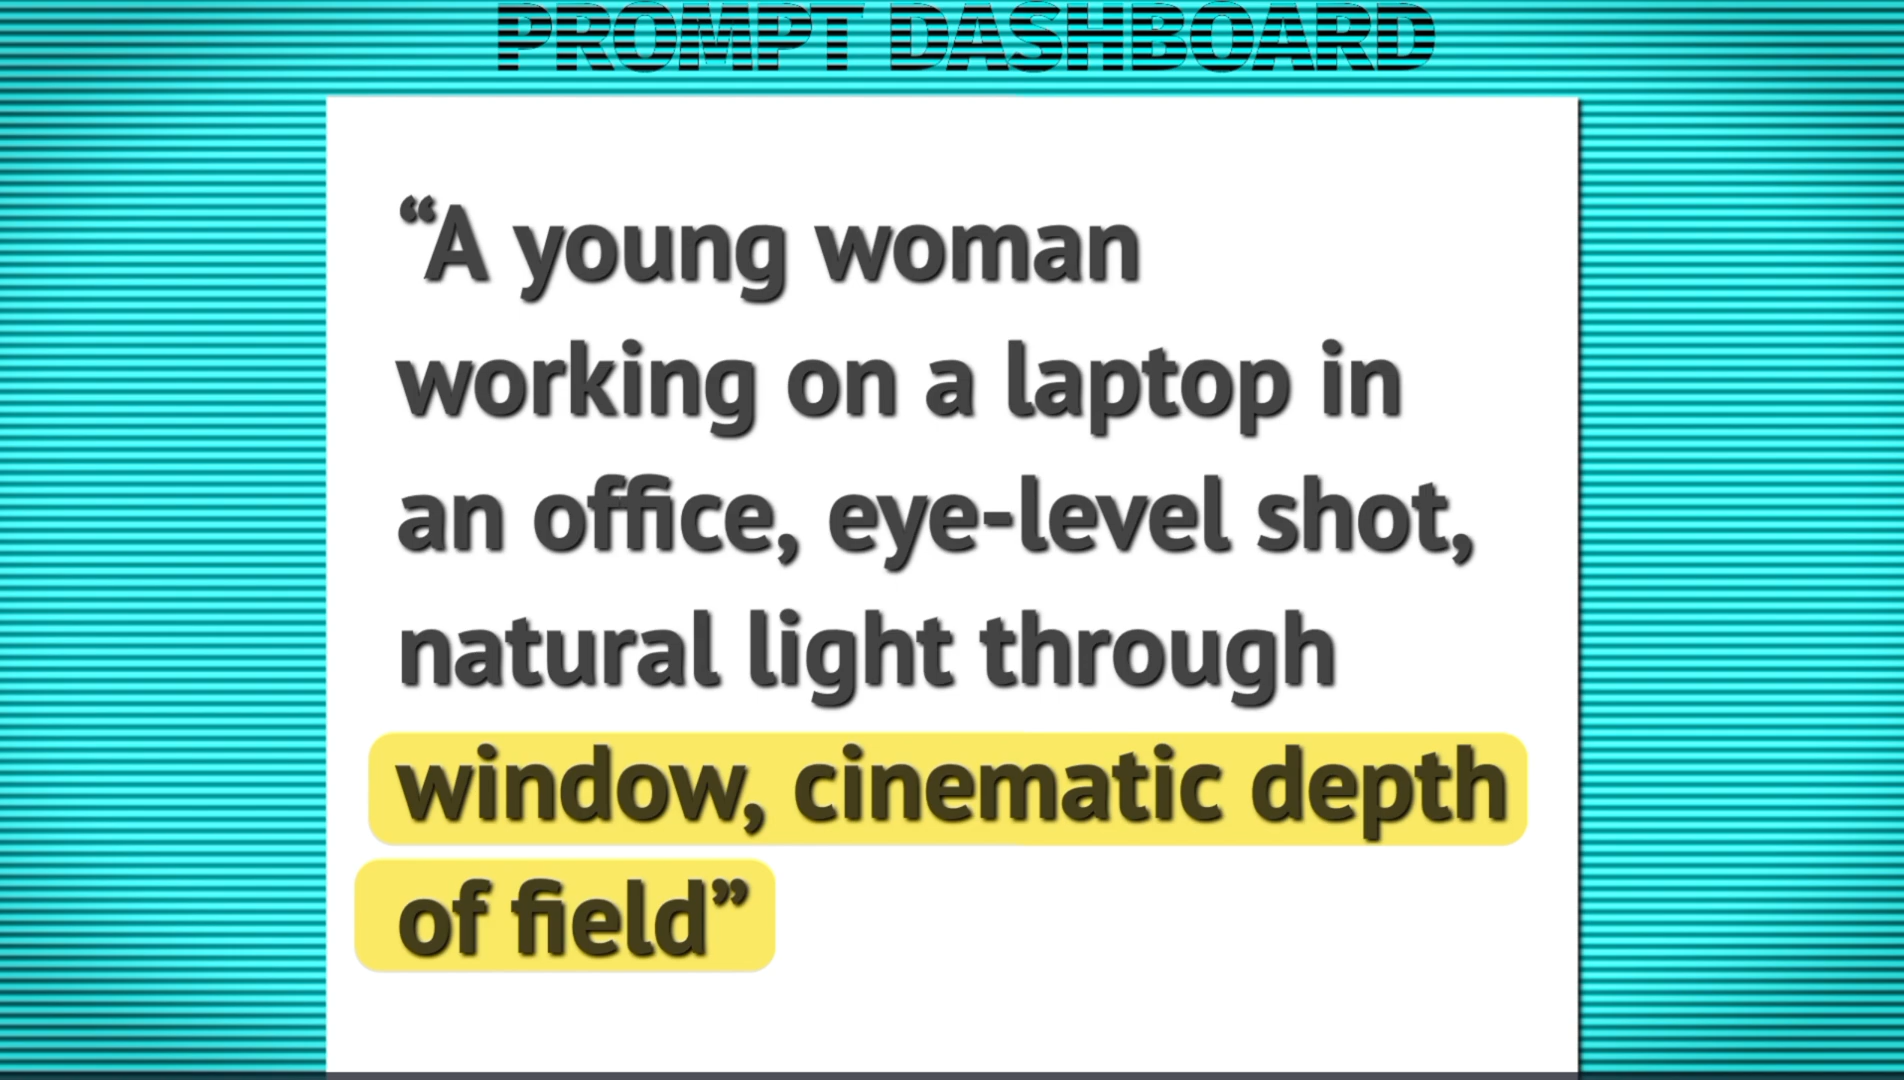 PROMPT DASHBOARD
“A young woman
working on a laptop in
an office, eye-level shot,
natural light through
window, cinematic depth
of field”